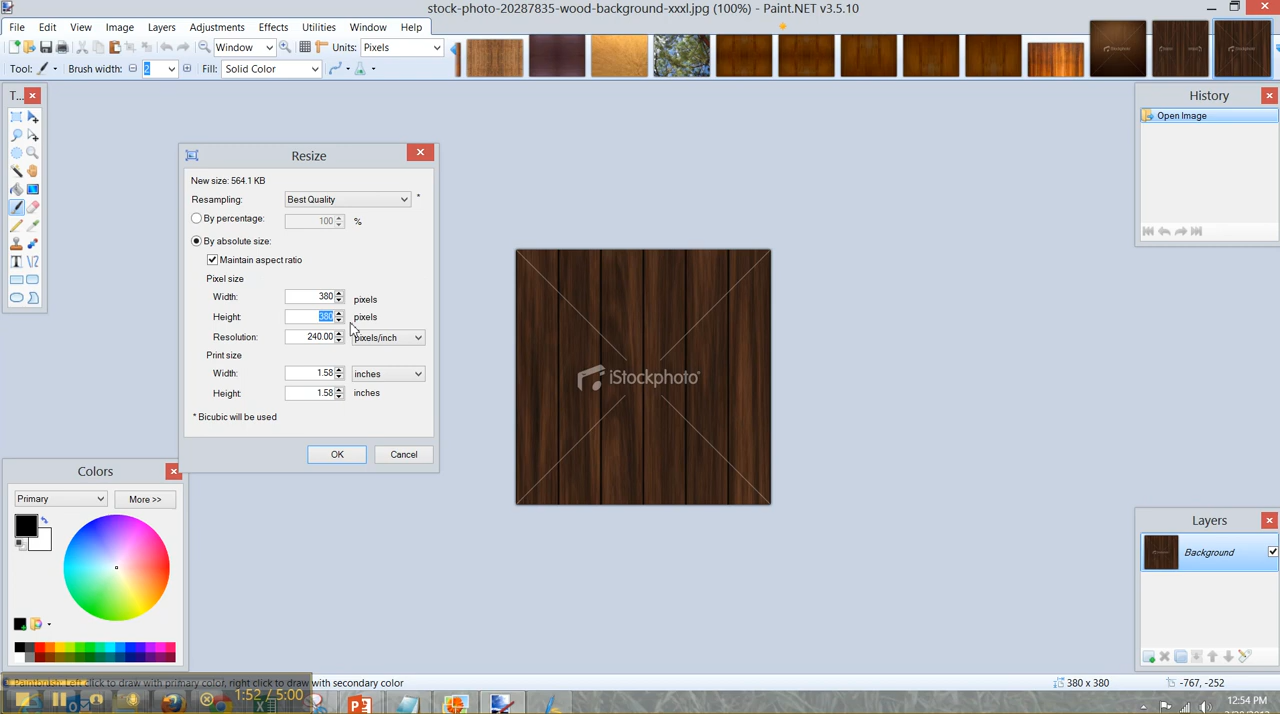 stock-photo-20287835-wood-background-xxxl.jpg (100%) - Paint.NET v3.5.10
File Edit View Image Layers Adjustments Effects Utilities Window Help
Window Units: Pixels
Tool: Brush width: 2 Fill: Solid Color
T...
History
Open Image
Resize
New size: 564.1 KB
Resampling: Best Quality *
By percentage: 100 %
By absolute size:
Maintain aspect ratio
Pixel size
Width: 380 pixels
Height: 380 pixels
Resolution: 240.00 pixels/inch
Print size
Width: 1.58 inches
Height: 1.58 inches
* Bicubic will be used
OK Cancel
iStockphoto
Colors
Primary More >>
Layers
Background
Paintbrush: Left click to draw with primary color, right click to draw with secondary color
380 x 380 -767, -252
1:52 / 5:00
12:54 PM